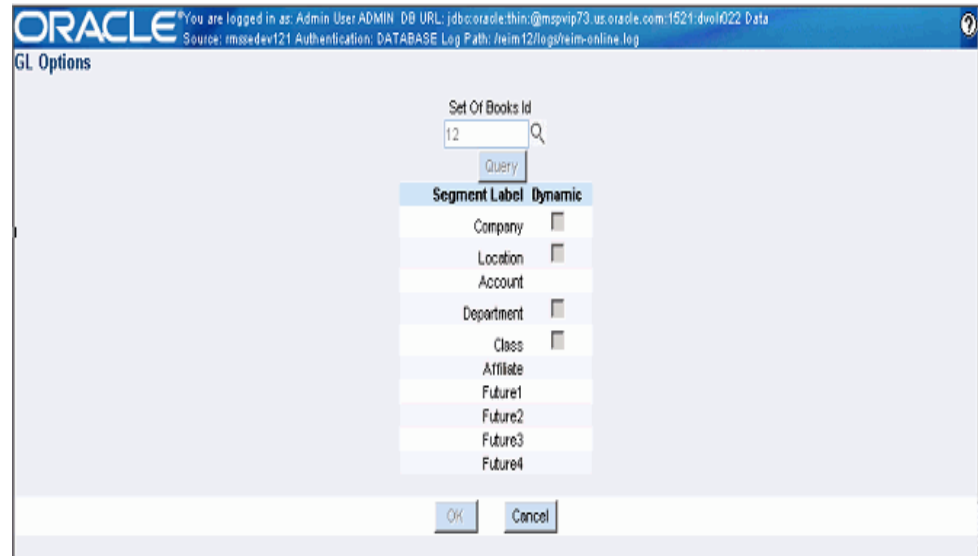 ORACLE
You are logged in as: Admin User ADMIN DB URL: jdbc:oracle:thin:@mspvip73.us.oracle.com:1521:dvolr022 Data
Source: rmssedev121 Authentication: DATABASE Log Path: /reim12/logs/reim-online.log
?
GL Options
Set Of Books Id
12
Query
Segment Label Dynamic
Company
Location
Account
Department
Class
Affiliate
Future1
Future2
Future3
Future4
OK Cancel